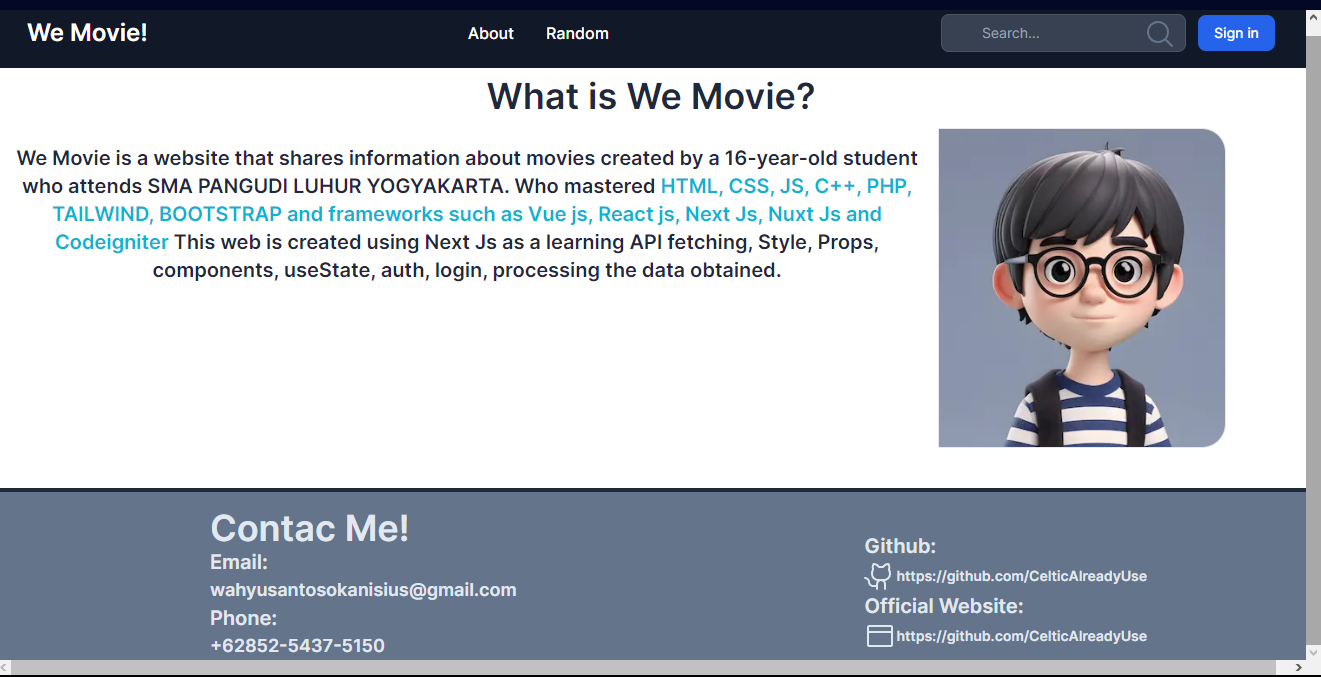 We Movie!
About
Random
Search...
Sign in
What is We Movie?
We Movie is a website that shares information about movies created by a 16-year-old student
who attends SMA PANGUDI LUHUR YOGYAKARTA. Who mastered HTML, CSS, JS, C++, PHP,
TAILWIND, BOOTSTRAP and frameworks such as Vue js, React js, Next Js, Nuxt Js and
Codeigniter This web is created using Next Js as a learning API fetching, Style, Props,
components, useState, auth, login, processing the data obtained.
Contac Me!
Email:
wahyusantosokanisius@gmail.com
Phone:
+62852-5437-5150
Github:
https://github.com/CelticAlreadyUse
Official Website:
https://github.com/CelticAlreadyUse